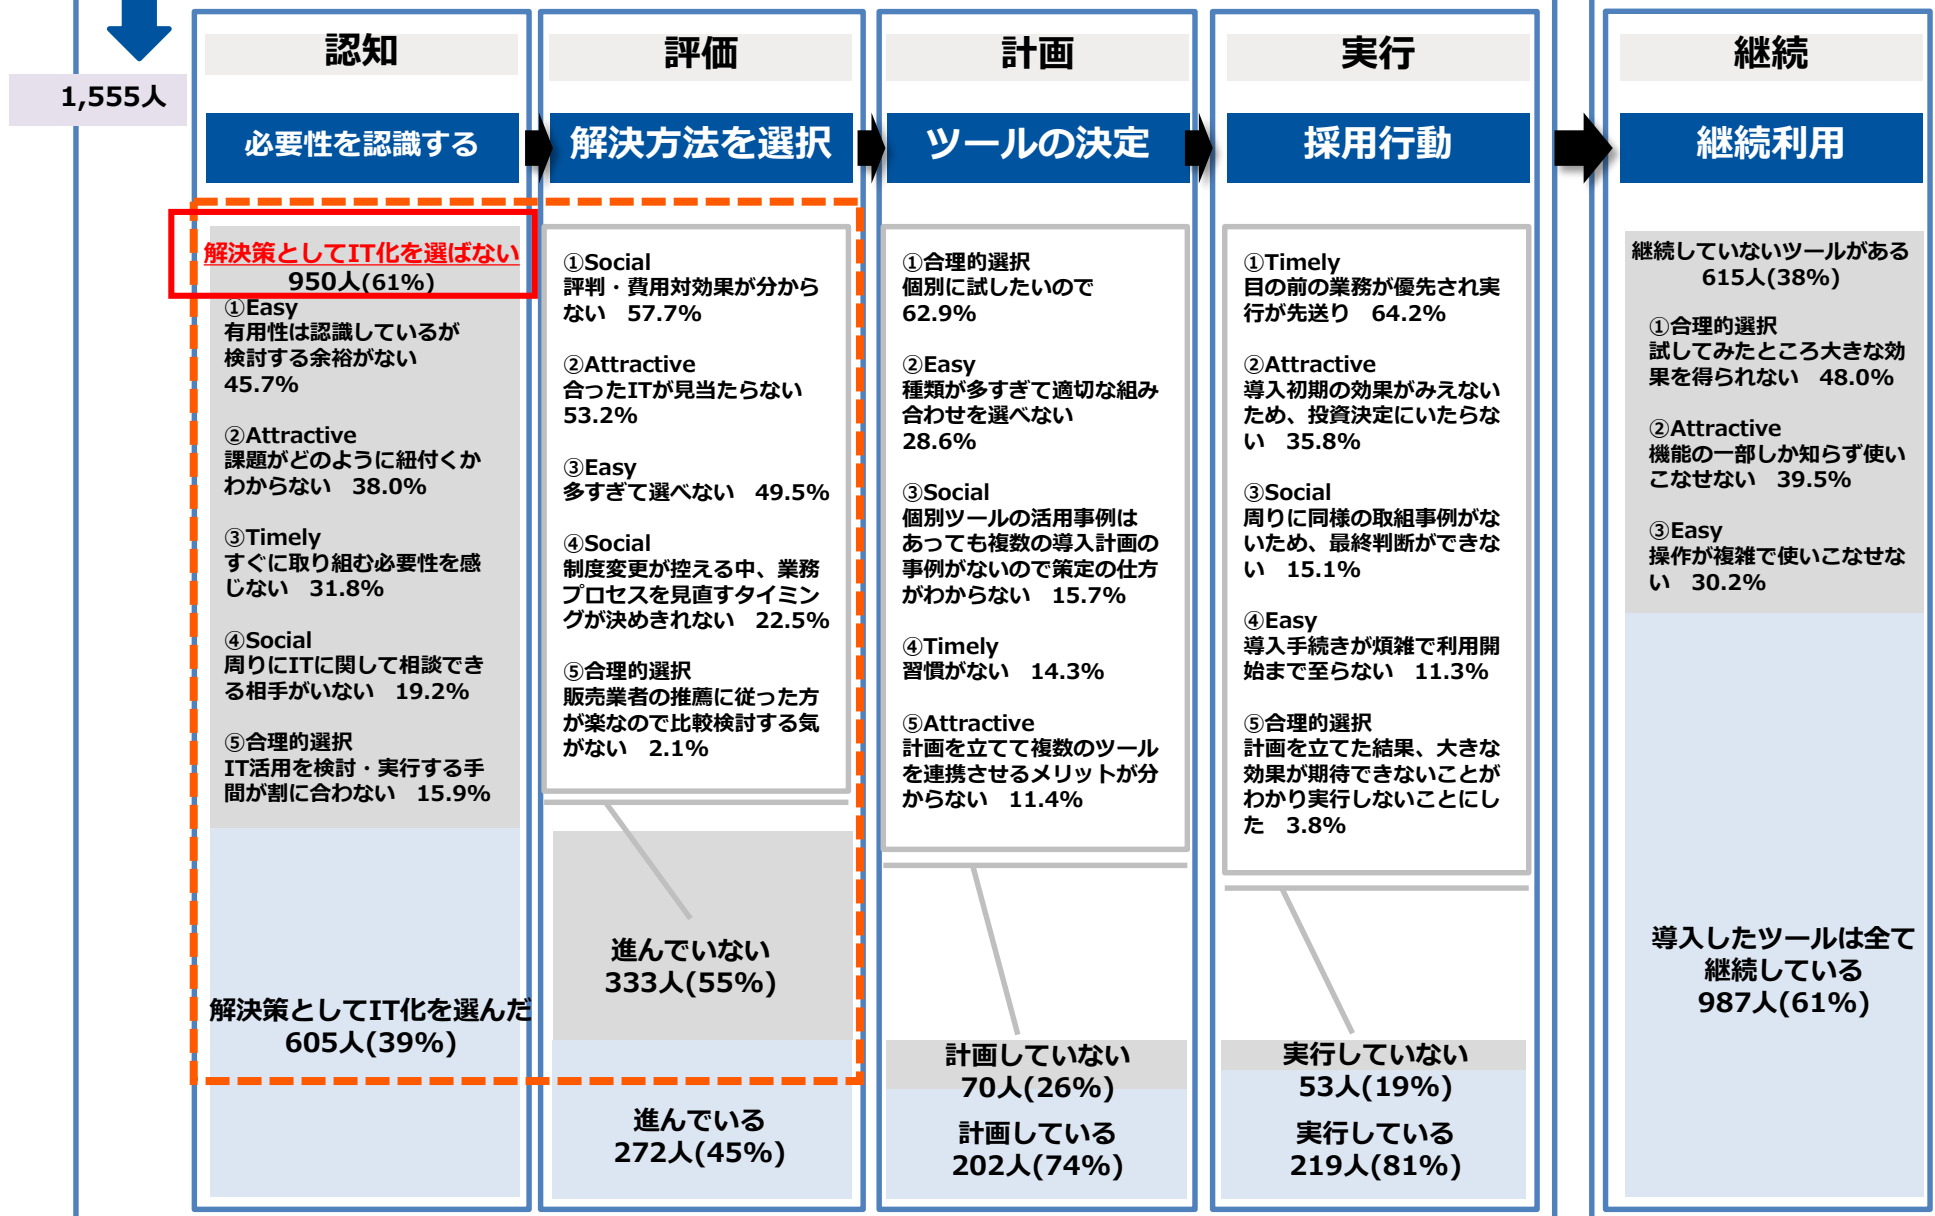 1,555人
認知
必要性を認識する
解決策としてIT化を選ばない
950人(61%)
①Easy
有用性は認識しているが
検討する余裕がない
45.7%
②Attractive
課題がどのように紐付くか
わからない　38.0%
③Timely
すぐに取り組む必要性を感
じない　31.8%
④Social
周りにITに関して相談でき
る相手がいない　19.2%
⑤合理的選択
IT活用を検討・実行する手
間が割に合わない　15.9%
解決策としてIT化を選んだ
605人(39%)
評価
解決方法を選択
①Social
評判・費用対効果が分から
ない　57.7%
②Attractive
合ったITが見当たらない
53.2%
③Easy
多すぎて選べない　49.5%
④Social
制度変更が控える中、業務
プロセスを見直すタイミン
グが決めきれない　22.5%
⑤合理的選択
販売業者の推薦に従った方
が楽なので比較検討する気
がない　2.1%
進んでいない
333人(55%)
進んでいる
272人(45%)
計画
ツールの決定
①合理的選択
個別に試したいので
62.9%
②Easy
種類が多すぎて適切な組み
合わせを選べない
28.6%
③Social
個別ツールの活用事例は
あっても複数の導入計画の
事例がないので策定の仕方
がわからない　15.7%
④Timely
習慣がない　14.3%
⑤Attractive
計画を立てて複数のツール
を連携させるメリットが分
からない　11.4%
計画していない
70人(26%)
計画している
202人(74%)
実行
採用行動
①Timely
目の前の業務が優先され実
行が先送り　64.2%
②Attractive
導入初期の効果がみえない
ため、投資決定にいたらな
い　35.8%
③Social
周りに同様の取組事例がな
いため、最終判断ができな
い　15.1%
④Easy
導入手続きが煩雑で利用開
始まで至らない　11.3%
⑤合理的選択
計画を立てた結果、大きな
効果が期待できないことが
わかり実行しないことにし
た　3.8%
実行していない
53人(19%)
実行している
219人(81%)
継続
継続利用
継続していないツールがある
615人(38%)
①合理的選択
試してみたところ大きな効
果を得られない　48.0%
②Attractive
機能の一部しか知らず使い
こなせない　39.5%
③Easy
操作が複雑で使いこなせな
い　30.2%
導入したツールは全て
継続している
987人(61%)